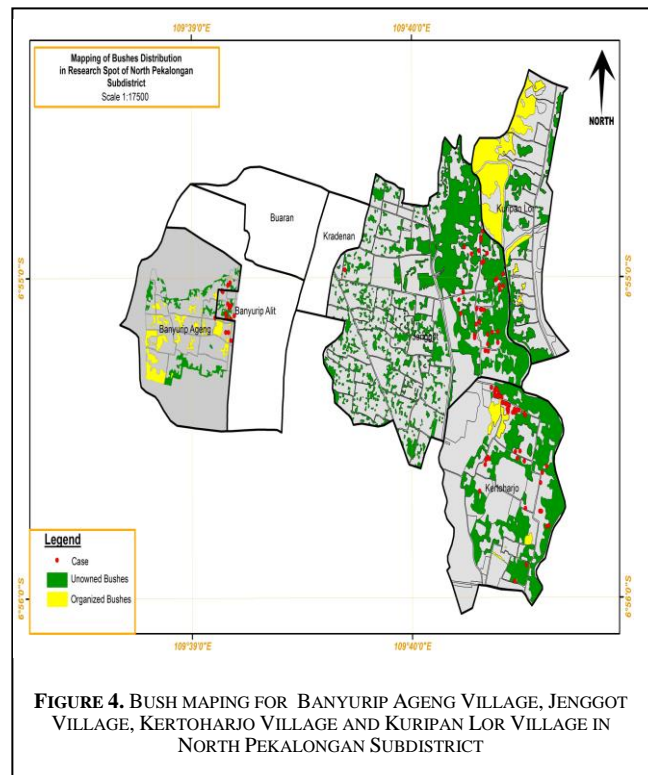 109°39'0"E
109°40'0"E
Mapping of Bushes Distribution
in Research Spot of North Pekalongan
Subdistrict
Scale 1:17500
NORTH
Kuripan Lor
Buaran
Kradenan
6°55'0"S
6°55'0"S
Banyurip Alit
Banyurip Ageng
Kertoharjo
Legend
Case
Unowned Bushes
Organized Bushes
6°56'0"S
6°56'0"S
109°39'0"E
109°40'0"E
FIGURE 4. BUSH MAPING FOR BANYURIP AGENG VILLAGE, JENGGOT
VILLAGE, KERTOHARJO VILLAGE AND KURIPAN LOR VILLAGE IN
NORTH PEKALONGAN SUBDISTRICT